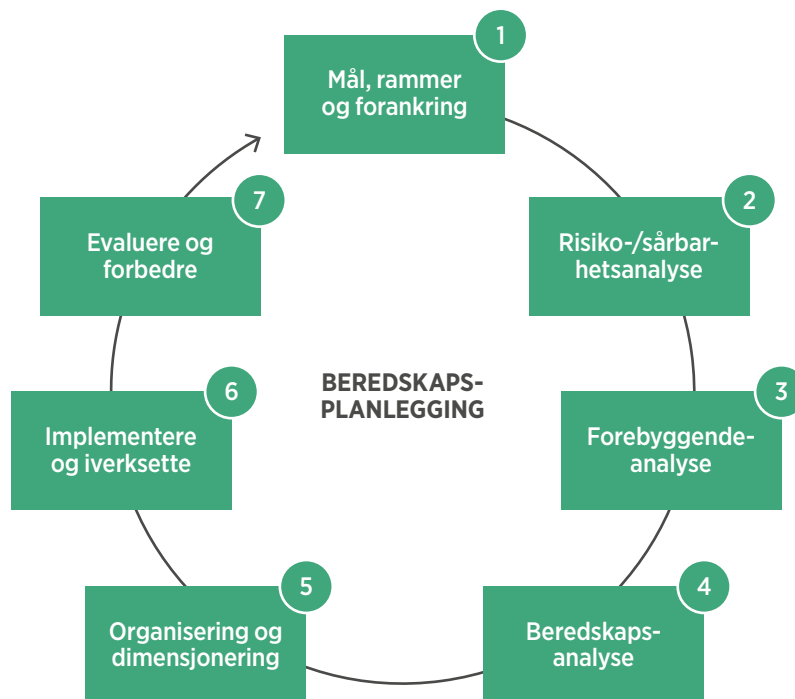 1
Mål, rammer
og forankring
2
Risiko-/sårbar-
hetsanalyse
3
Forebyggende-
analyse
4
Beredskaps-
analyse
5
Organisering og
dimensjonering
6
Implementere
og iverksette
7
Evaluere og
forbedre
BEREDSKAPS-
PLANLEGGING